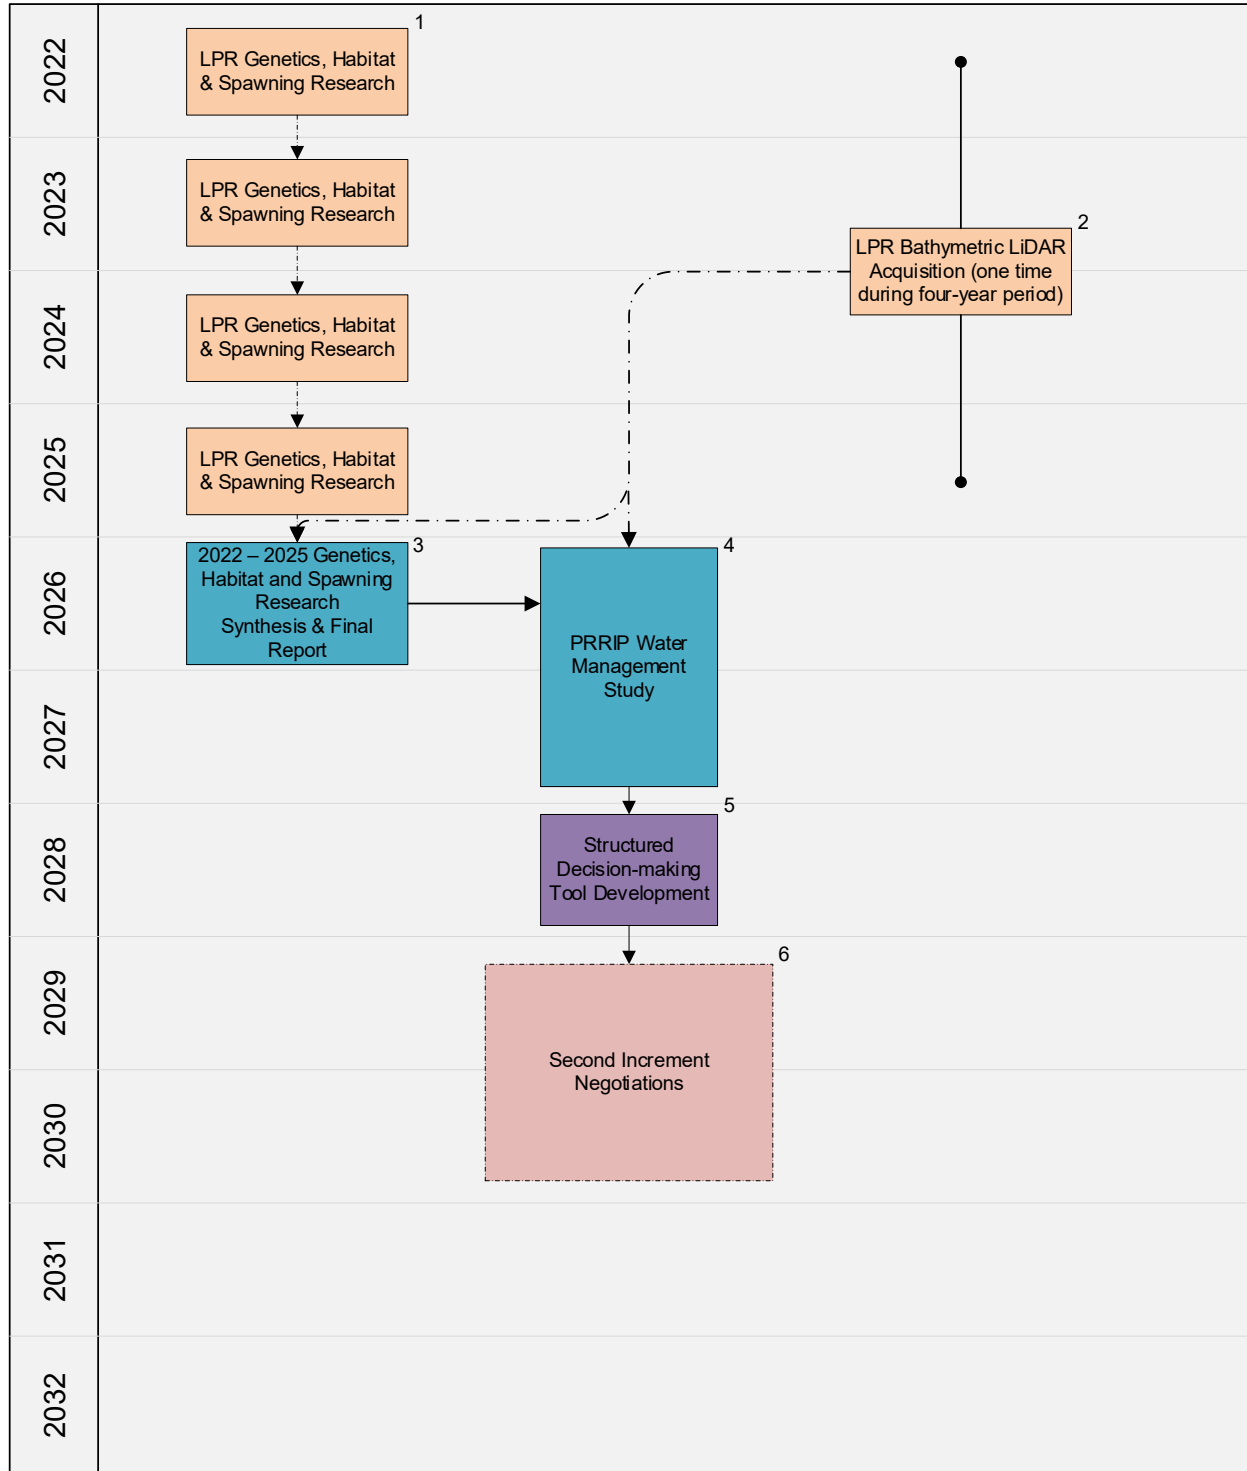 2022
1
LPR Genetics, Habitat
& Spawning Research
2023
LPR Genetics, Habitat
& Spawning Research
2
LPR Bathymetric LiDAR
Acquisition (one time
during four-year period)
2024
LPR Genetics, Habitat
& Spawning Research
2025
LPR Genetics, Habitat
& Spawning Research
2026
3
2022 – 2025 Genetics,
Habitat and Spawning
Research
Synthesis & Final
Report
4
PRRIP Water
Management
Study
2027
2028
5
Structured
Decision-making
Tool Development
2029
6
Second Increment
Negotiations
2030
2031
2032